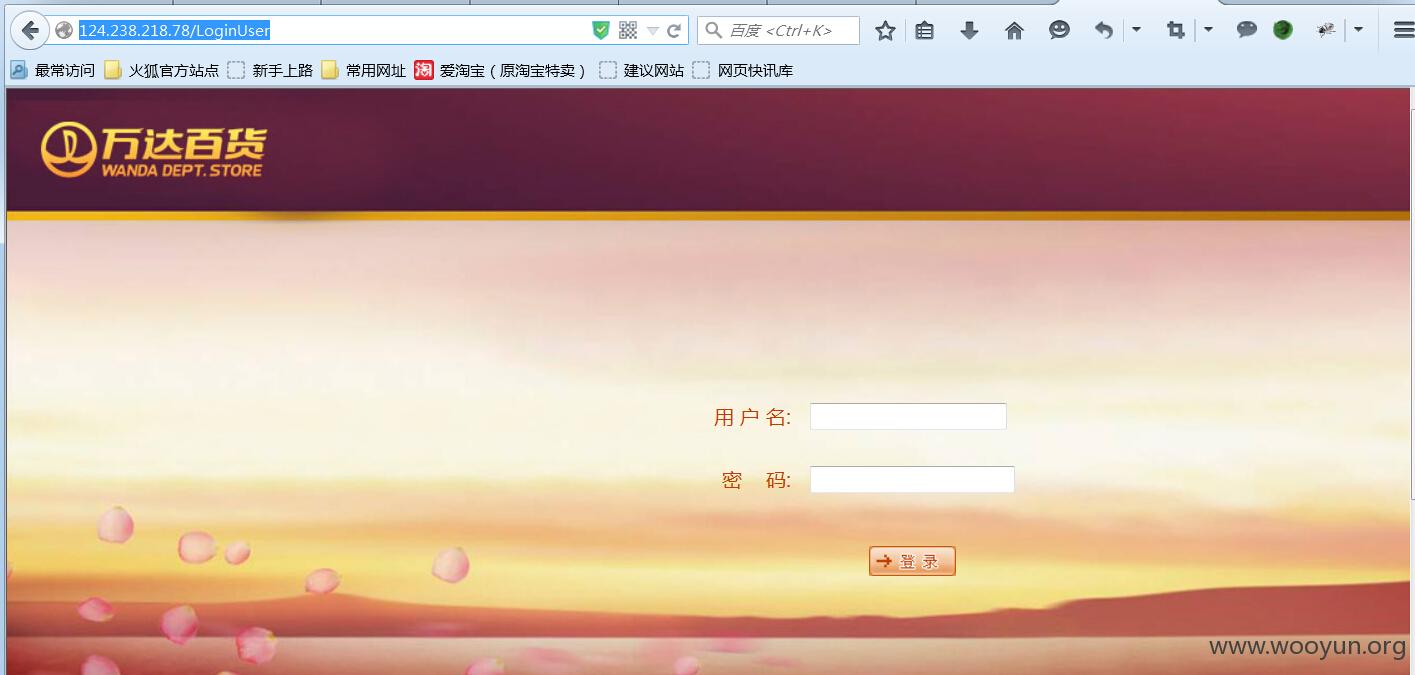 124.238.218.78/LoginUser
百度 <Ctrl+K>
最常访问 火狐官方站点 新手上路 常用网址 淘 爱淘宝（原淘宝特卖） 建议网站 网页快讯库
万达百货
WANDA DEPT. STORE
用 户 名:
密 码:
登 录
www.wooyun.org